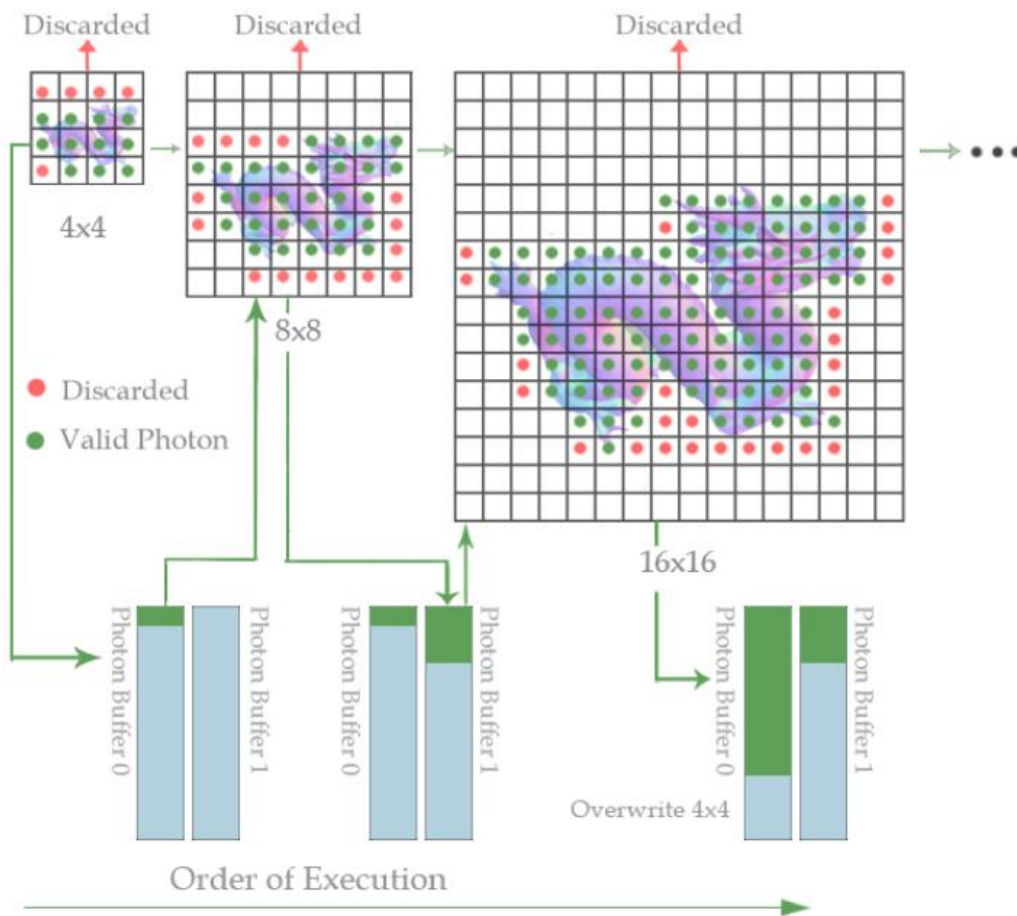 Discarded
Discarded
Discarded
4x4
8x8
Discarded
Valid Photon
16x16
Photon Buffer 0
Photon Buffer 1
Photon Buffer 0
Photon Buffer 1
Photon Buffer 0
Photon Buffer 1
Overwrite 4x4
Order of Execution